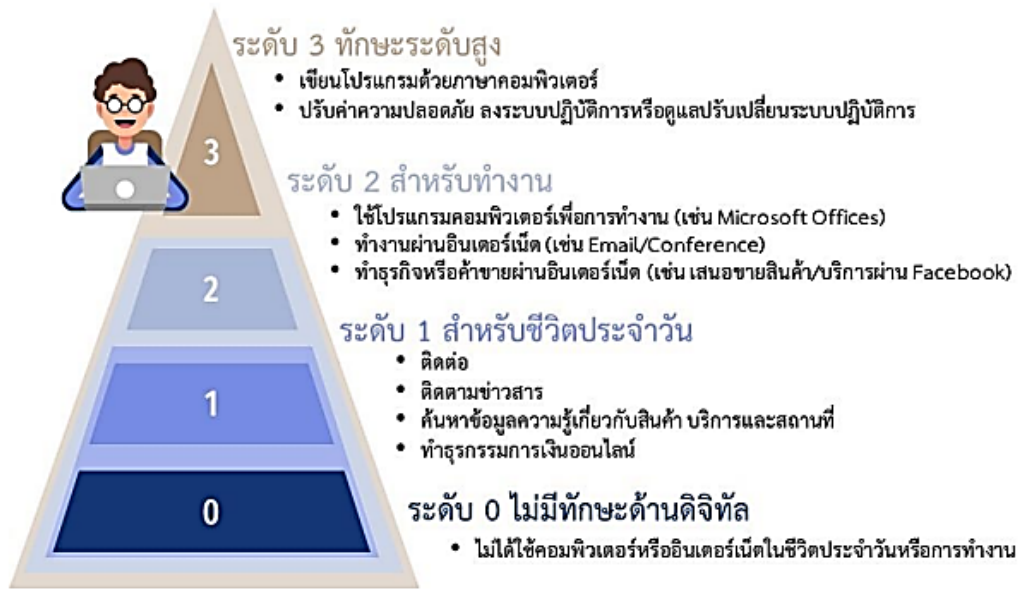 ระดับ 3 ทักษะระดับสูง
• เขียนโปรแกรมด้วยภาษาคอมพิวเตอร์
• ปรับค่าความปลอดภัย ลงระบบปฏิบัติการหรือดูแลปรับเปลี่ยนระบบปฏิบัติการ
3
ระดับ 2 สำหรับทำงาน
• ใช้โปรแกรมคอมพิวเตอร์เพื่อการทำงาน (เช่น Microsoft Offices)
• ทำงานผ่านอินเตอร์เน็ต (เช่น Email/Conference)
• ทำธุรกิจหรือค้าขายผ่านอินเตอร์เน็ต (เช่น เสนอขายสินค้า/บริการผ่าน Facebook)
2
ระดับ 1 สำหรับชีวิตประจำวัน
• ติดต่อ
• ติดตามข่าวสาร
• ค้นหาข้อมูลความรู้เกี่ยวกับสินค้า บริการและสถานที่
• ทำธุรกรรมการเงินออนไลน์
1
ระดับ 0 ไม่มีทักษะด้านดิจิทัล
• ไม่ได้ใช้คอมพิวเตอร์หรืออินเตอร์เน็ตในชีวิตประจำวันหรือการทำงาน
0